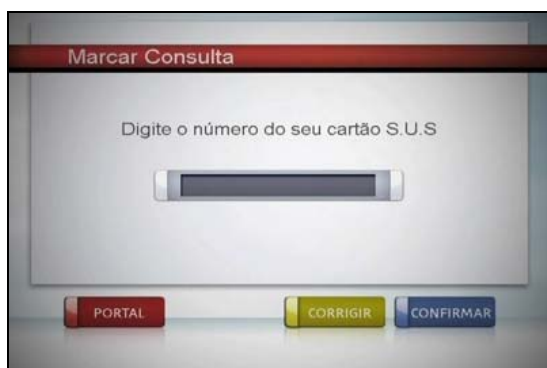 Marcar Consulta
Digite o número do seu cartão S.U.S
PORTAL
CORRIGIR
CONFIRMAR